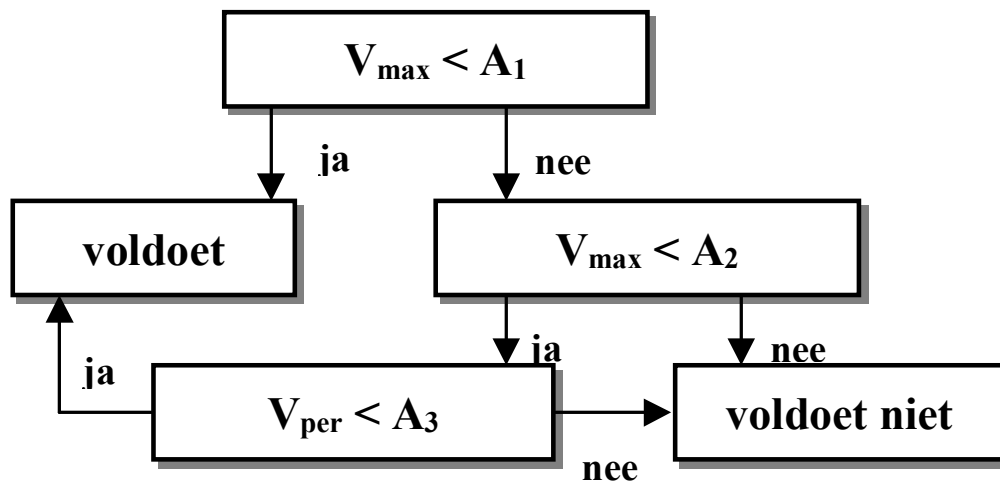 Vmax < A1
ja
nee
voldoet
Vmax < A2
ja
ja
nee
Vper < A3
voldoet niet
nee